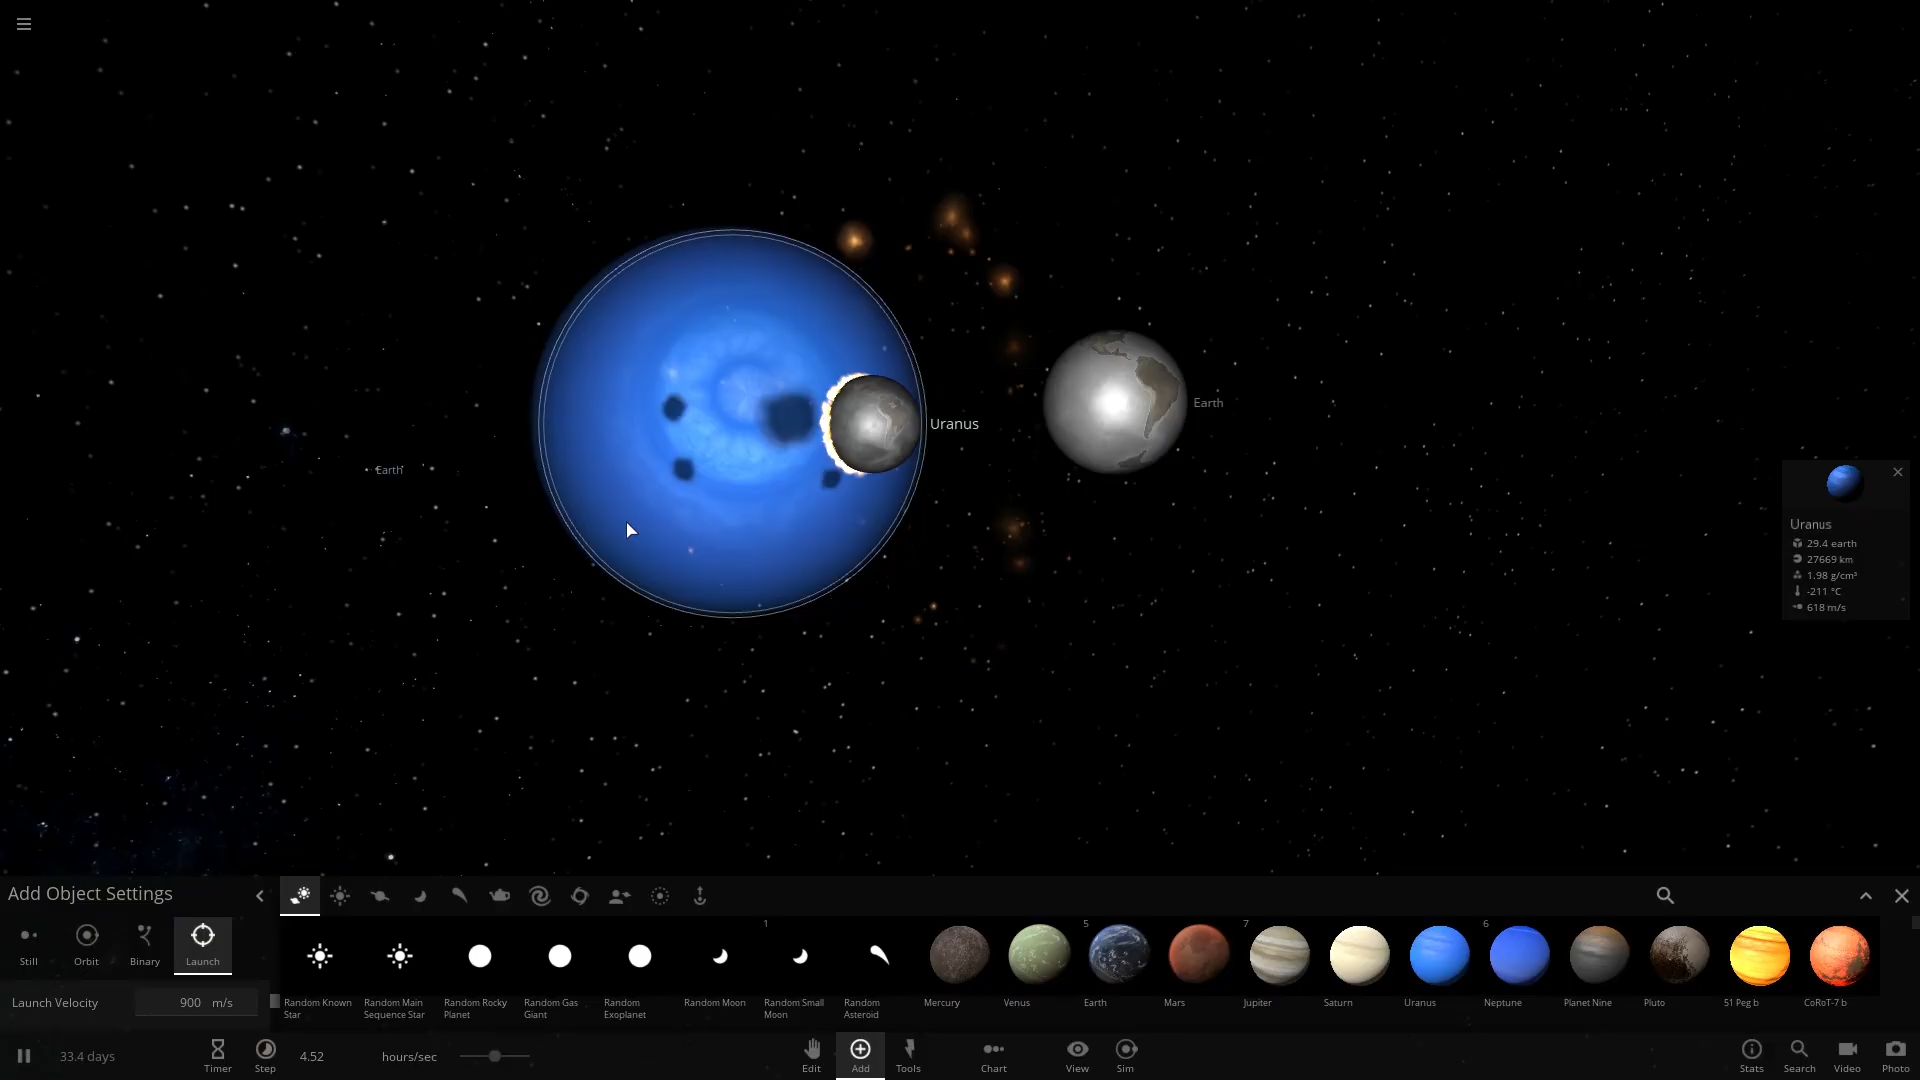 Uranus
Earth
Earth
Uranus
29.4 earth
27669 km
1.98 g/cm³
-211 °C
618 m/s
Add Object Settings
Still
Orbit
Binary
Launch
Launch Velocity
900 m/s
1
5
7
6
Random Known
Star
Random Main
Sequence Star
Random Rocky
Planet
Random Gas
Giant
Random
Exoplanet
Random Moon
Random Small
Moon
Random
Asteroid
Mercury
Venus
Earth
Mars
Jupiter
Saturn
Uranus
Neptune
Planet Nine
Pluto
51 Peg b
CoRoT-7 b
33.4 days
Timer
Step
4.52
hours/sec
Edit
Add
Tools
Chart
View
Sim
Stats
Search
Video
Photo